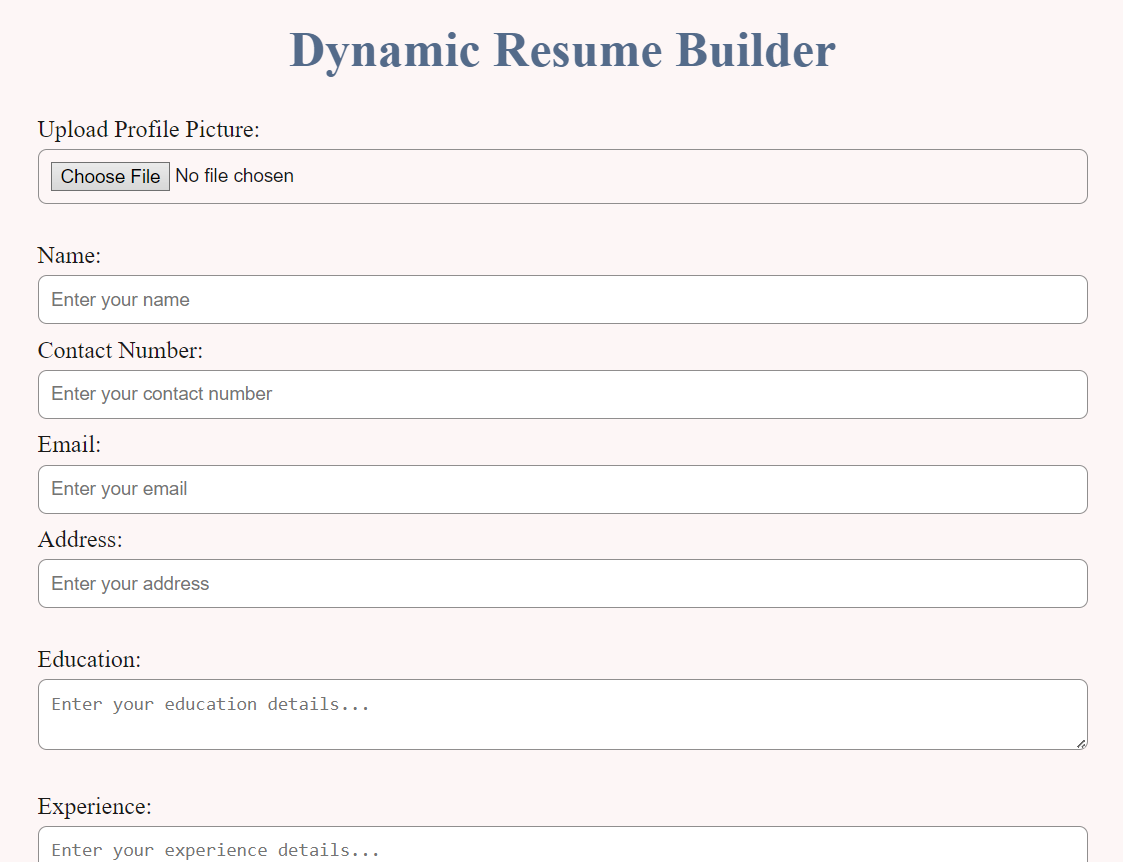 Dynamic Resume Builder
Upload Profile Picture:
Choose File No file chosen
Name:
Enter your name
Contact Number:
Enter your contact number
Email:
Enter your email
Address:
Enter your address
Education:
Enter your education details...
Experience:
Enter your experience details...